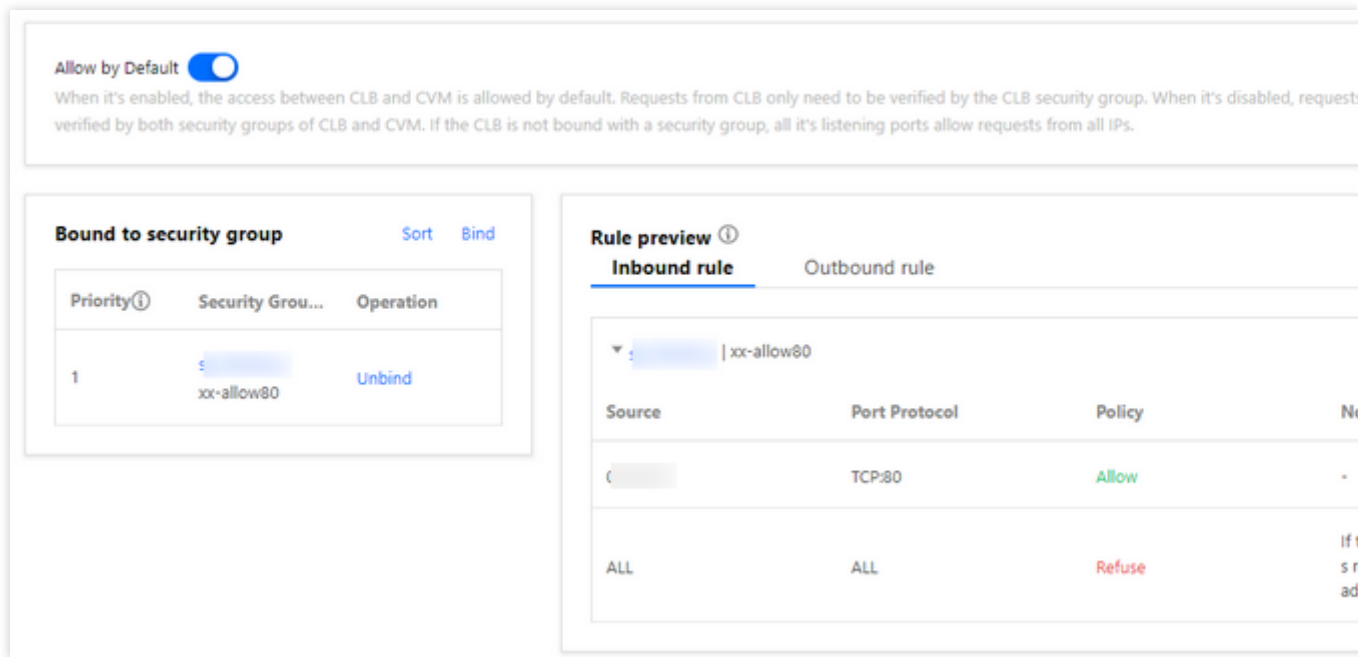 Allow by Default
When it's enabled, the access between CLB and CVM is allowed by default. Requests from CLB only need to be verified by the CLB security group. When it's disabled, requests
verified by both security groups of CLB and CVM. If the CLB is not bound with a security group, all it's listening ports allow requests from all IPs.
Bound to security group Sort Bind
Priority Security Grou... Operation
1 xx-allow80 Unbind
Rule preview
Inbound rule Outbound rule
| xx-allow80
Source Port Protocol Policy
TCP:80 Allow -
ALL ALL Refuse